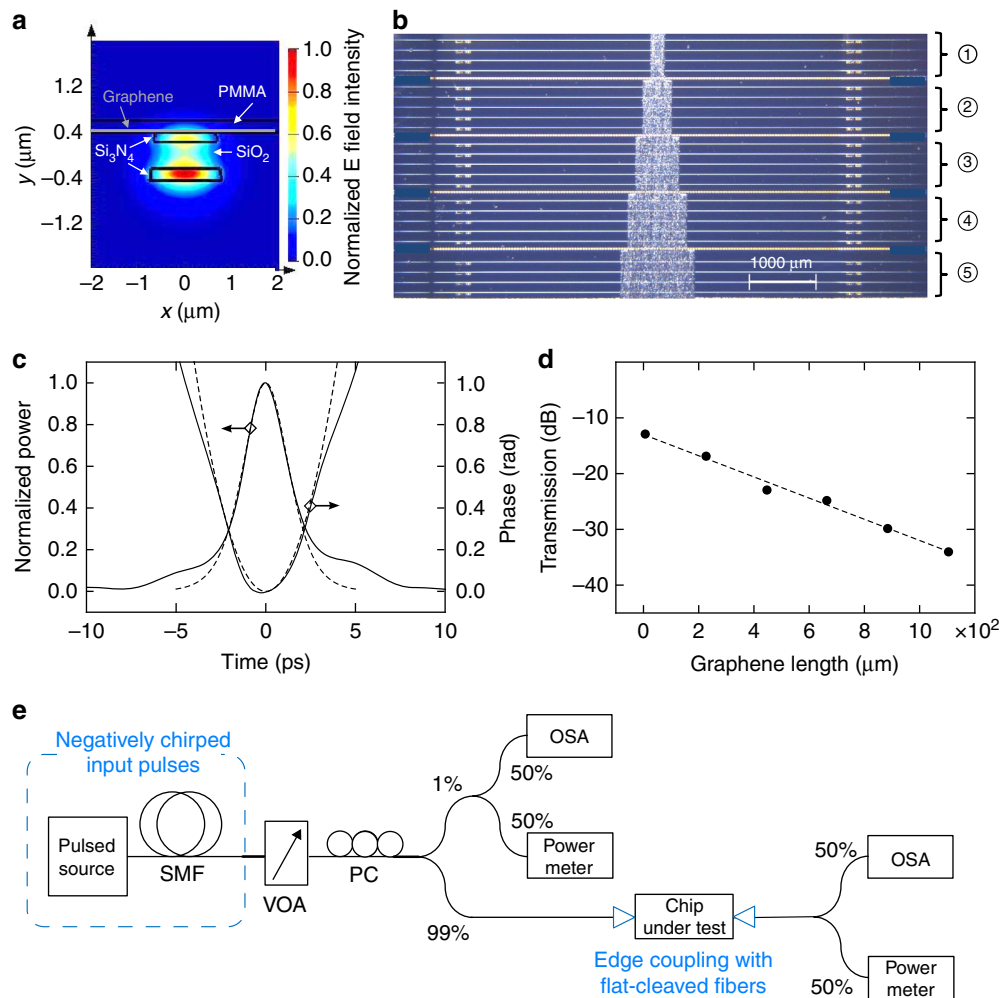 a
1.2
0.4
−0.4
−1.2
y (μm)
Graphene
PMMA
Si3N4
SiO2
−2
−1
0
1
2
x (μm)
1.0
0.8
0.6
0.4
0.2
0.0
Normalized E field intensity
b
①
②
③
④
⑤
1000 μm
c
1.0
0.8
0.6
0.4
0.2
0.0
Normalized power
1.0
0.8
0.6
0.4
0.2
0.0
Phase (rad)
−10
−5
0
5
10
Time (ps)
d
−10
−20
−30
−40
Transmission (dB)
0
2
4
6
8
10
×10²
Graphene length (μm)
e
Negatively chirped
input pulses
Pulsed
source
SMF
VOA
PC
1%
99%
OSA
50%
50%
Power
meter
Chip
under test
Edge coupling with
flat-cleaved fibers
50%
OSA
50%
Power
meter